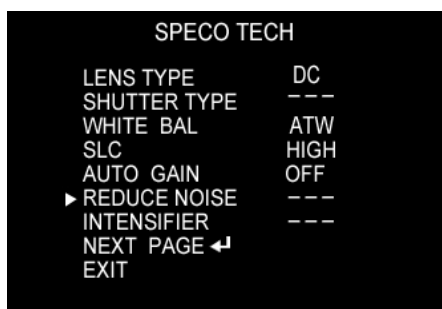 SPECO TECH
LENS TYPE DC
SHUTTER TYPE ---
WHITE BAL ATW
SLC HIGH
AUTO GAIN OFF
▶ REDUCE NOISE ---
INTENSIFIER ---
NEXT PAGE ↵
EXIT